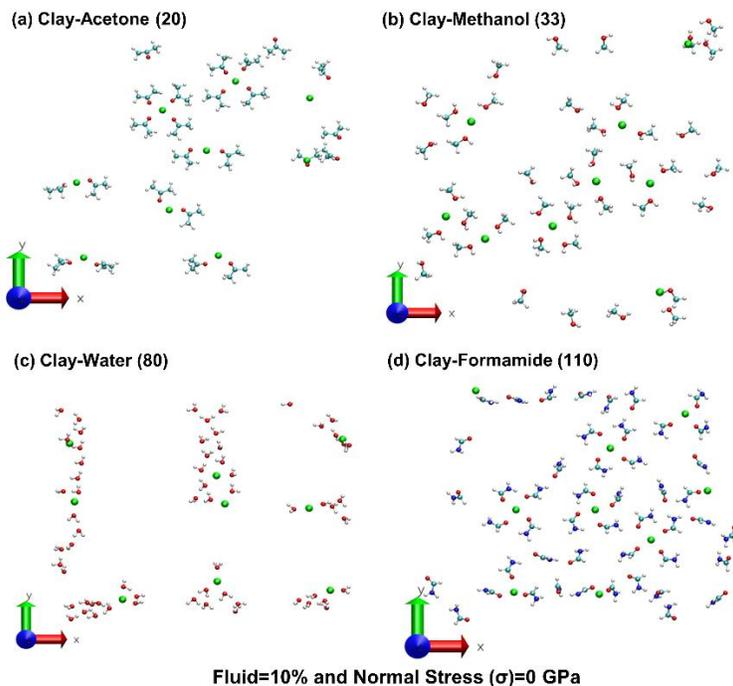 (a) Clay-Acetone (20)
(b) Clay-Methanol (33)
y
x
y
x
(c) Clay-Water (80)
(d) Clay-Formamide (110)
y
x
y
x
Fluid=10% and Normal Stress (σ)=0 GPa